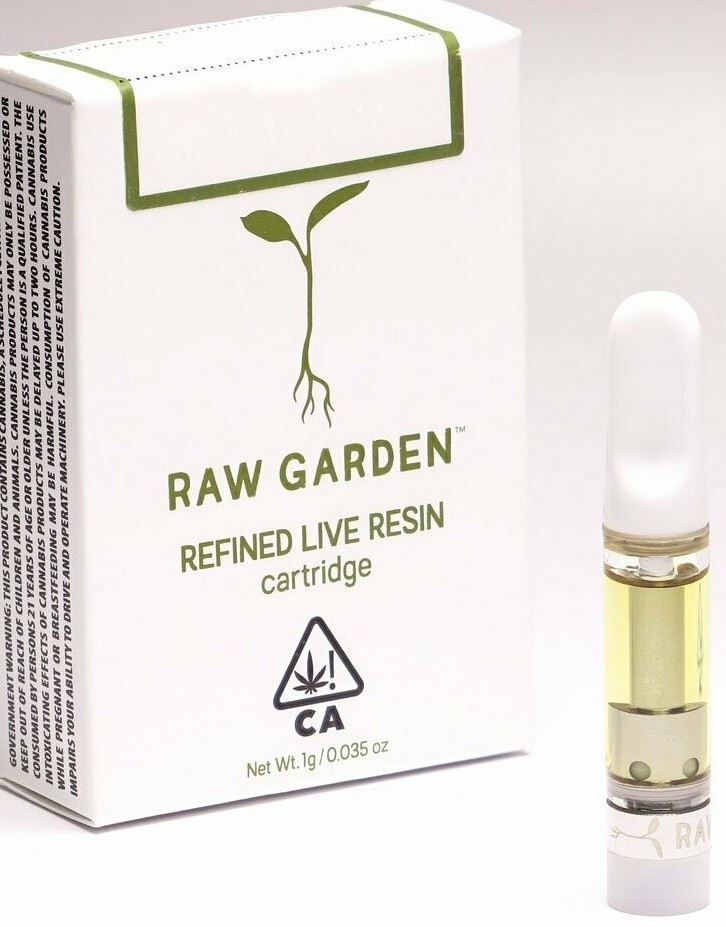 GOVERNMENT WARNING: THIS PRODUCT CONTAINS CANNABIS, A SCHEDULE I
KEEP OUT OF REACH OF CHILDREN AND ANIMALS. CANNABIS PRODUCTS MAY ONLY BE POSSESSED OR
CONSUMED BY PERSONS 21 YEARS OF AGE OR OLDER UNLESS THE PERSON IS A QUALIFIED PATIENT. THE
INTOXICATING EFFECTS OF CANNABIS PRODUCTS MAY BE DELAYED UP TO TWO HOURS. CANNABIS USE
WHILE PREGNANT OR BREASTFEEDING MAY BE HARMFUL. CONSUMPTION OF CANNABIS PRODUCTS
IMPAIRS YOUR ABILITY TO DRIVE AND OPERATE MACHINERY. PLEASE USE EXTREME CAUTION.
RAW GARDEN™
REFINED LIVE RESIN
cartridge
!
CA
Net Wt. 1g / 0.035 oz
RAW